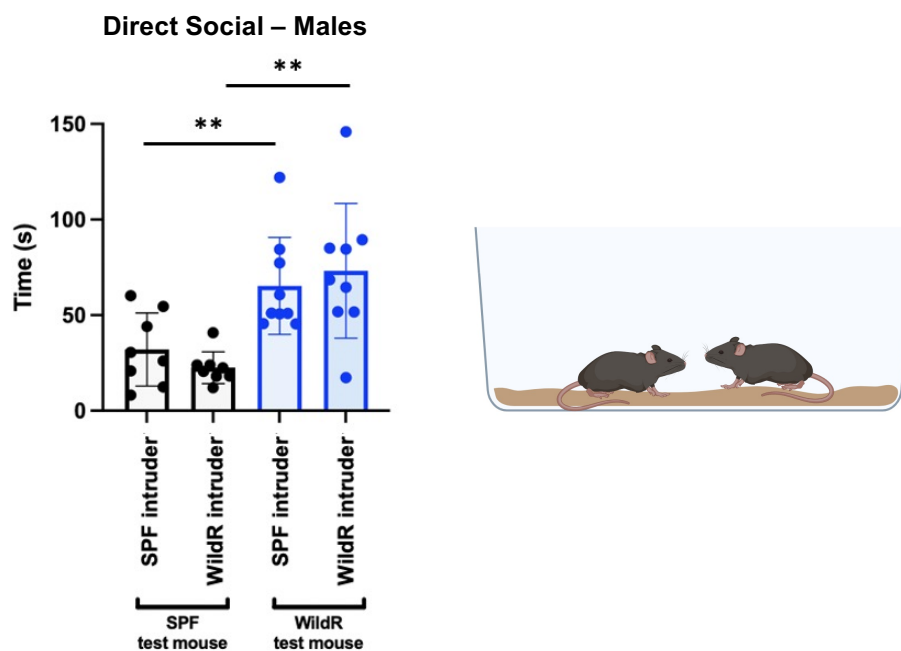 Direct Social – Males
**
**
150
100
50
0
Time (s)
SPF intruder
WildR intruder
SPF intruder
WildR intruder
SPF
test mouse
WildR
test mouse